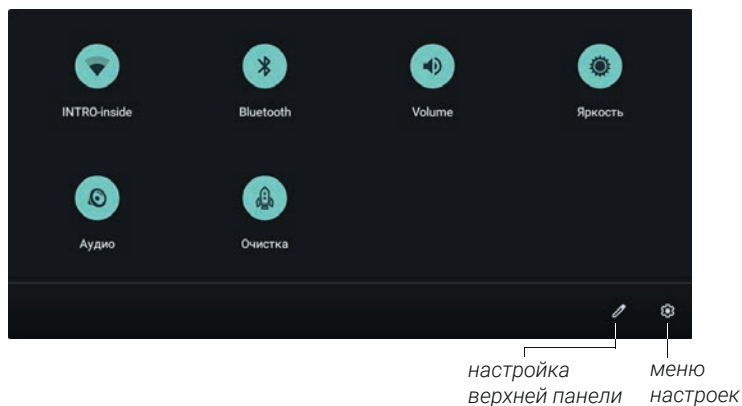 INTRO-inside Bluetooth Volume Яркость
Аудио Очистка
настройка
верхней панели
меню
настроек